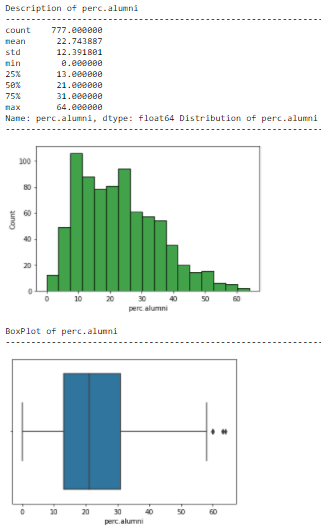 Description of perc.alumni
----------------------------------------------------------------
count    777.000000
mean      22.743887
std       12.391801
min        0.000000
25%       13.000000
50%       21.000000
75%       31.000000
max       64.000000
Name: perc.alumni, dtype: float64 Distribution of perc.alumni
----------------------------------------------------------------
100
80
60
40
20
0
Count
0 10 20 30 40 50 60
perc.alumni
BoxPlot of perc.alumni
----------------------------------------------------------------
0 10 20 30 40 50 60
perc.alumni